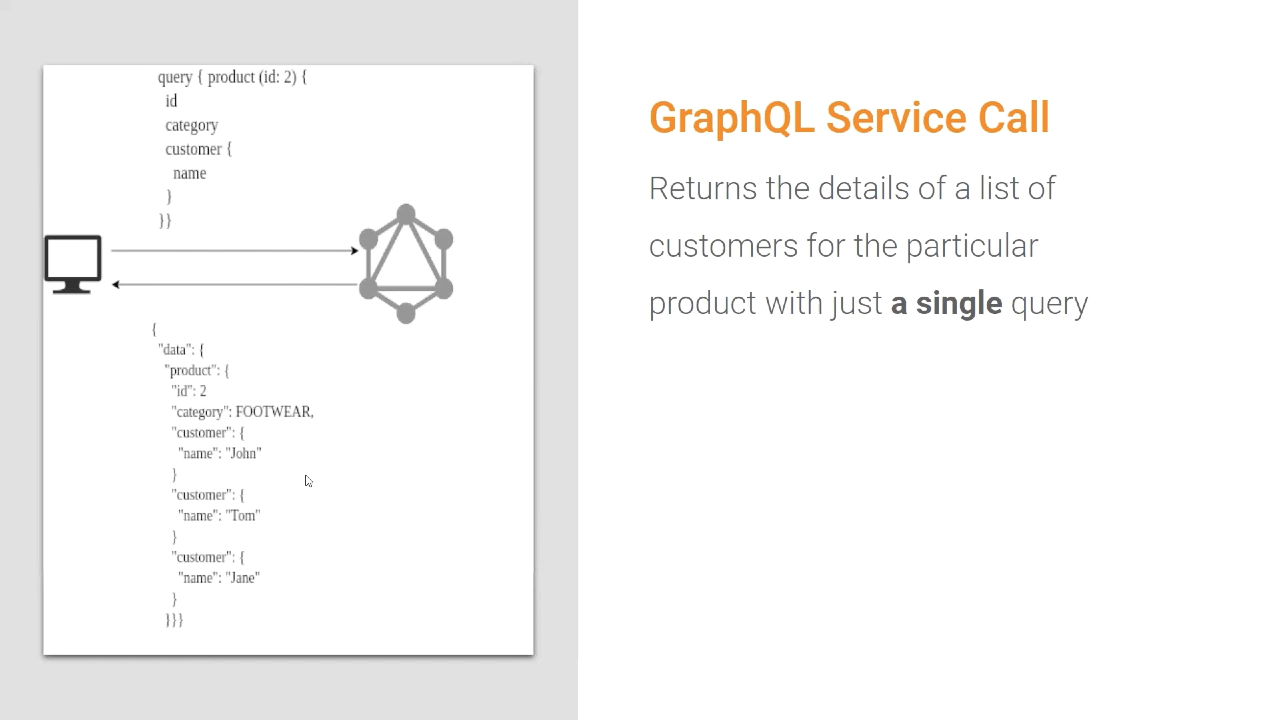 query { product (id: 2) {
id
category
customer {
name
}
}}
{
"data": {
"product": {
"id": 2
"category": FOOTWEAR,
"customer": {
"name": "John"
}
"customer": {
"name": "Tom"
}
"customer": {
"name": "Jane"
}
}}}
GraphQL Service Call
Returns the details of a list of
customers for the particular
product with just a single query